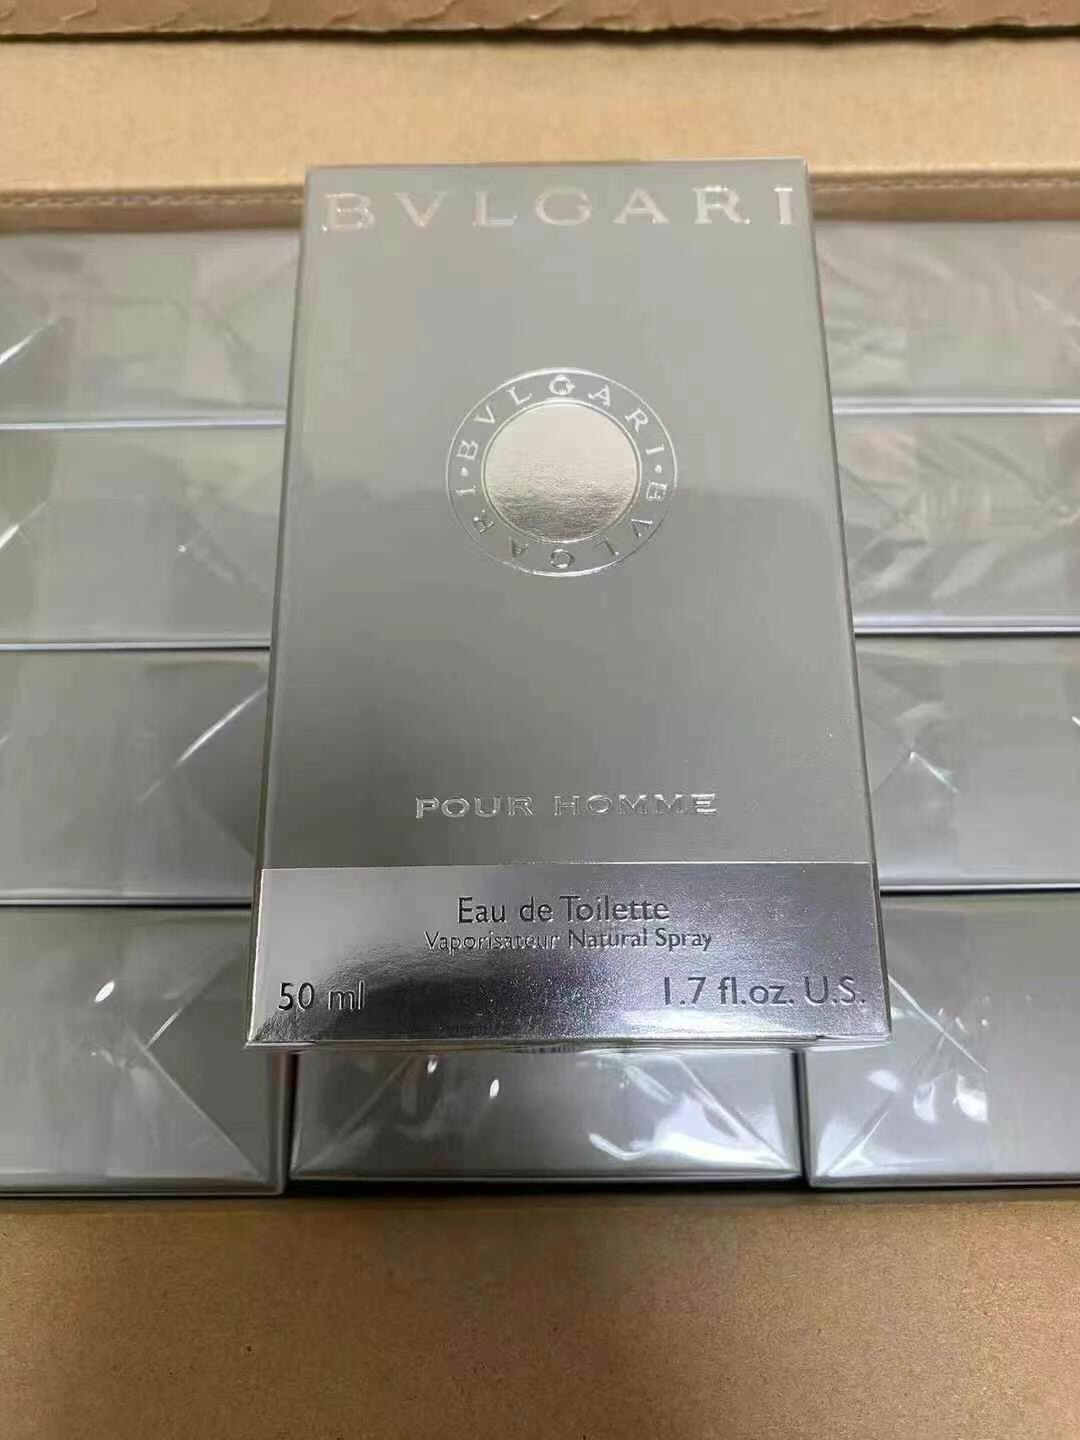 BVLGARI
BVLGARI•BVLGARI•
POUR HOMME
Eau de Toilette
Vaporisateur Natural Spray
50 ml
1.7 fl.oz. U.S.